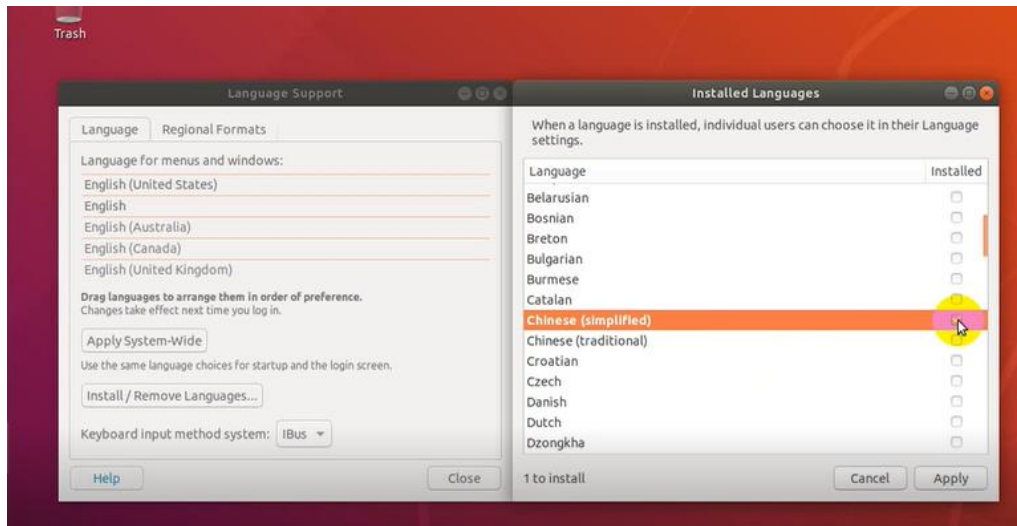 Trash
Language Support
Language
Regional Formats
Language for menus and windows:
English (United States)
English
English (Australia)
English (Canada)
English (United Kingdom)
Drag languages to arrange them in order of preference.
Changes take effect next time you log in.
Apply System-Wide
Use the same language choices for startup and the login screen.
Install / Remove Languages...
Keyboard input method system: IBus
Help
Close
Installed Languages
When a language is installed, individual users can choose it in their Language
settings.
Language Installed
Belarusian
Bosnian
Breton
Bulgarian
Burmese
Catalan
Chinese (simplified)
Chinese (traditional)
Croatian
Czech
Danish
Dutch
Dzongkha
1 to install
Cancel
Apply